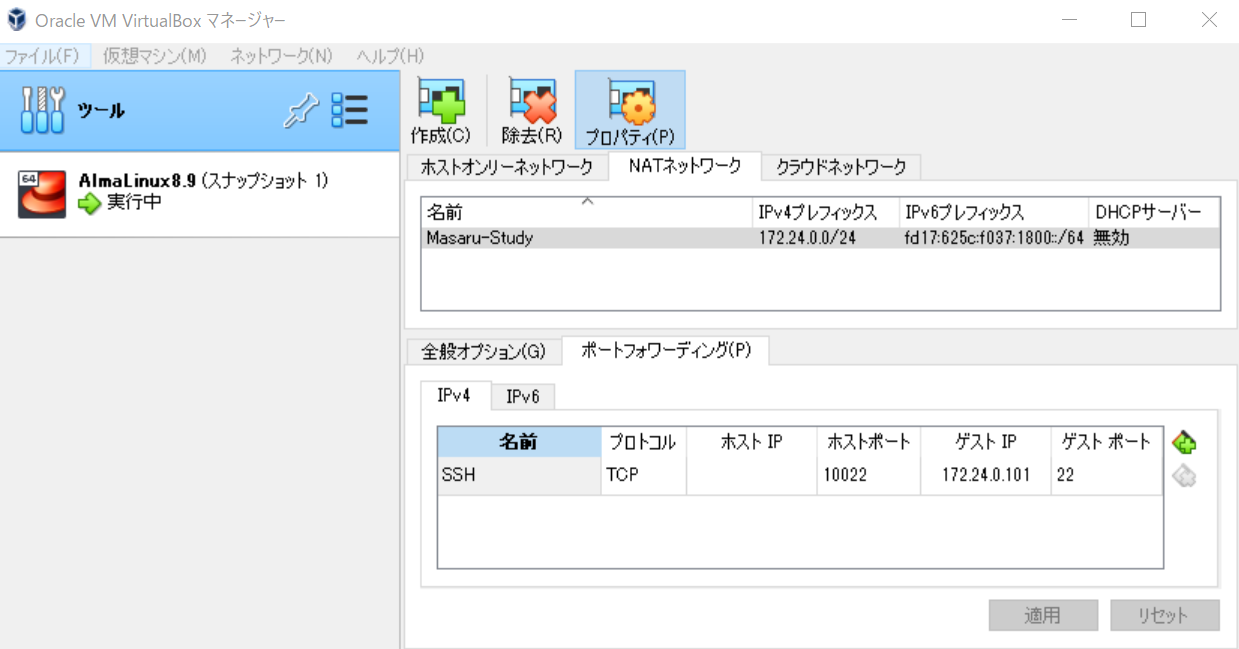 Oracle VM VirtualBox マネージャー
ファイル(F) 仮想マシン(M) ネットワーク(N) ヘルプ(H)
ツール
64
AlmaLinux8.9 (スナップショット 1)
実行中
作成(C) 除去(R) プロパティ(P)
ホストオンリーネットワーク NATネットワーク クラウドネットワーク
名前 IPv4プレフィックス IPv6プレフィックス DHCPサーバー
Masaru-Study 172.24.0.0/24 fd17:625c:f037:1800::/64 無効
全般オプション(G) ポートフォワーディング(P)
IPv4 IPv6
名前 プロトコル ホスト IP ホストポート ゲスト IP ゲスト ポート
SSH TCP 10022 172.24.0.101 22
適用 リセット